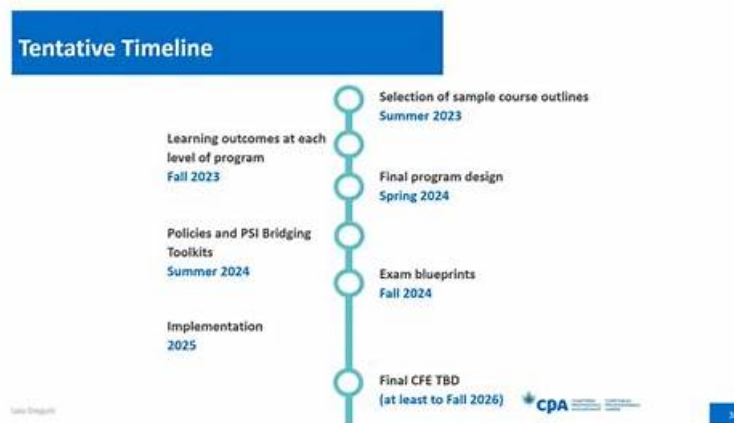 Tentative Timeline
Selection of sample course outlines
Summer 2023
Learning outcomes at each
level of program
Fall 2023
Final program design
Spring 2024
Policies and PSI Bridging
Toolkits
Summer 2024
Exam blueprints
Fall 2024
Implementation
2025
Final CFE TBD
(at least to Fall 2026)
CPA